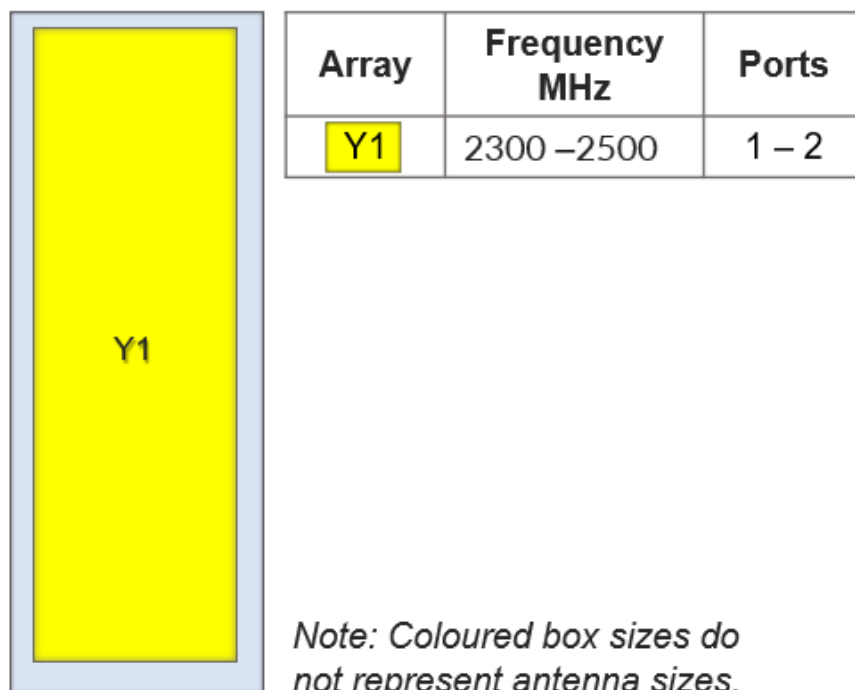 Array Frequency MHz Ports
Y1 2300 –2500 1 – 2
Y1
Note: Coloured box sizes do
not represent antenna sizes.